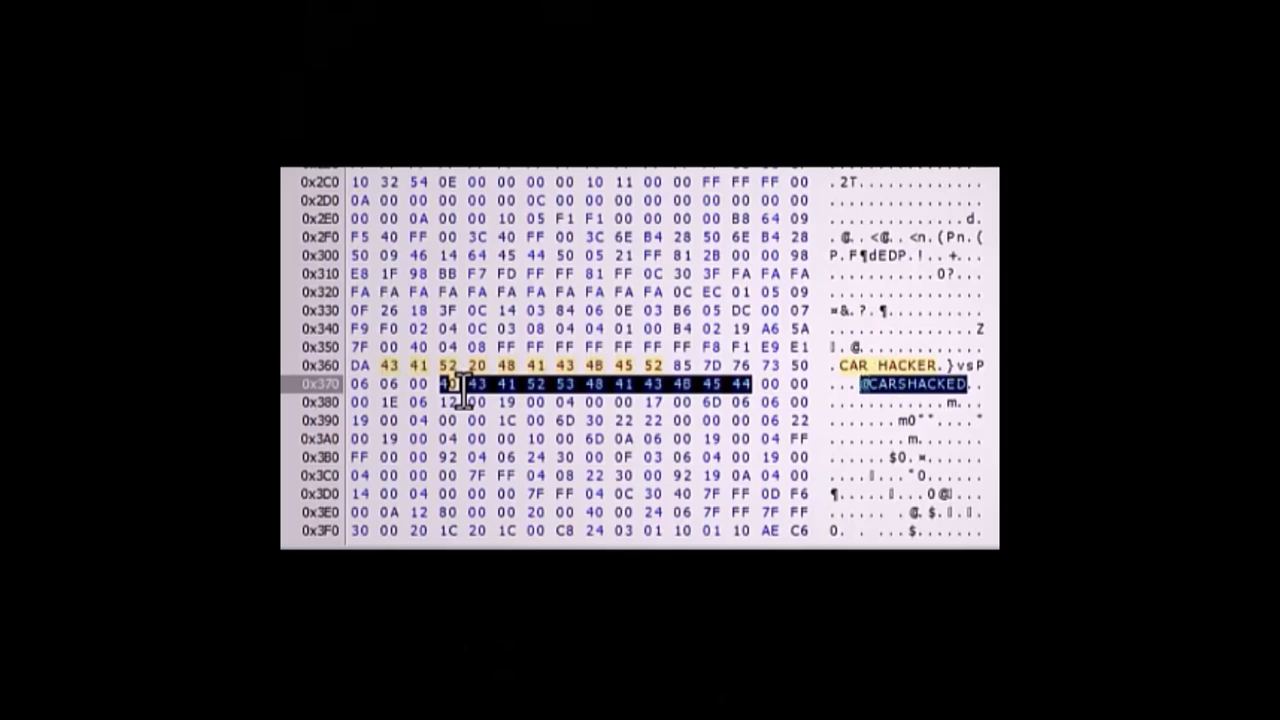 0x2C0 10 32 54 0E 00 00 00 00 10 11 00 00 FF FF FF 00 .2T.............
0x2D0 0A 00 00 00 00 00 0C 00 00 00 00 00 00 00 00 00 ................
0x2E0 00 00 0A 00 00 10 05 F1 F1 00 00 00 00 B8 64 09 ..............d.
0x2F0 F5 40 FF 00 3C 40 FF 00 3C 6E B4 28 50 6E B4 28 .@..<@..<n.(Pn.(
0x300 50 09 46 14 64 45 44 50 05 21 FF 81 2B 00 00 98 P.F¶dEDP.!..+...
0x310 E8 1F 98 BB F7 FD FF FF 81 FF 0C 30 3F FA FA FA ...........0?...
0x320 FA FA FA FA FA FA FA FA FA FA FA 0C EC 01 05 09 ................
0x330 0F 26 18 3F 0C 14 03 84 06 0E 03 B6 05 DC 00 07 ¤&.?.¶..........
0x340 F9 F0 02 04 0C 03 08 04 04 01 00 B4 02 19 A6 5A ...............Z
0x350 7F 00 40 04 08 FF FF FF FF FF FF FF F8 F1 E9 E1 .@.............
0x360 DA 43 41 52 20 48 41 43 4B 45 52 85 7D 76 73 50 .CAR HACKER.}vsP
0x370 06 06 00 40 43 41 52 53 48 41 43 4B 45 44 00 00 ...@CARSHACKED..
0x380 00 1E 06 12 00 19 00 04 00 00 17 00 6D 06 06 00 ............m...
0x390 19 00 04 00 00 1C 00 6D 30 22 22 00 00 00 06 22 .......m0""...."
0x3A0 00 19 00 04 00 00 10 00 6D 0A 06 00 19 00 04 FF ........m.......
0x3B0 FF 00 00 92 04 06 24 30 00 0F 03 06 04 00 19 00 ......$0.¤......
0x3C0 04 00 00 00 7F FF 04 08 22 30 00 92 19 0A 04 00 ........"0......
0x3D0 14 00 04 00 00 00 7F FF 04 0C 30 40 7F FF 0D F6 ¶.........0@....
0x3E0 00 0A 12 80 00 00 20 00 40 00 24 06 7F FF 7F FF ...... .@.$.....
0x3F0 30 00 20 1C 20 1C 00 C8 24 03 01 10 01 10 AE C6 0. . ...$.......